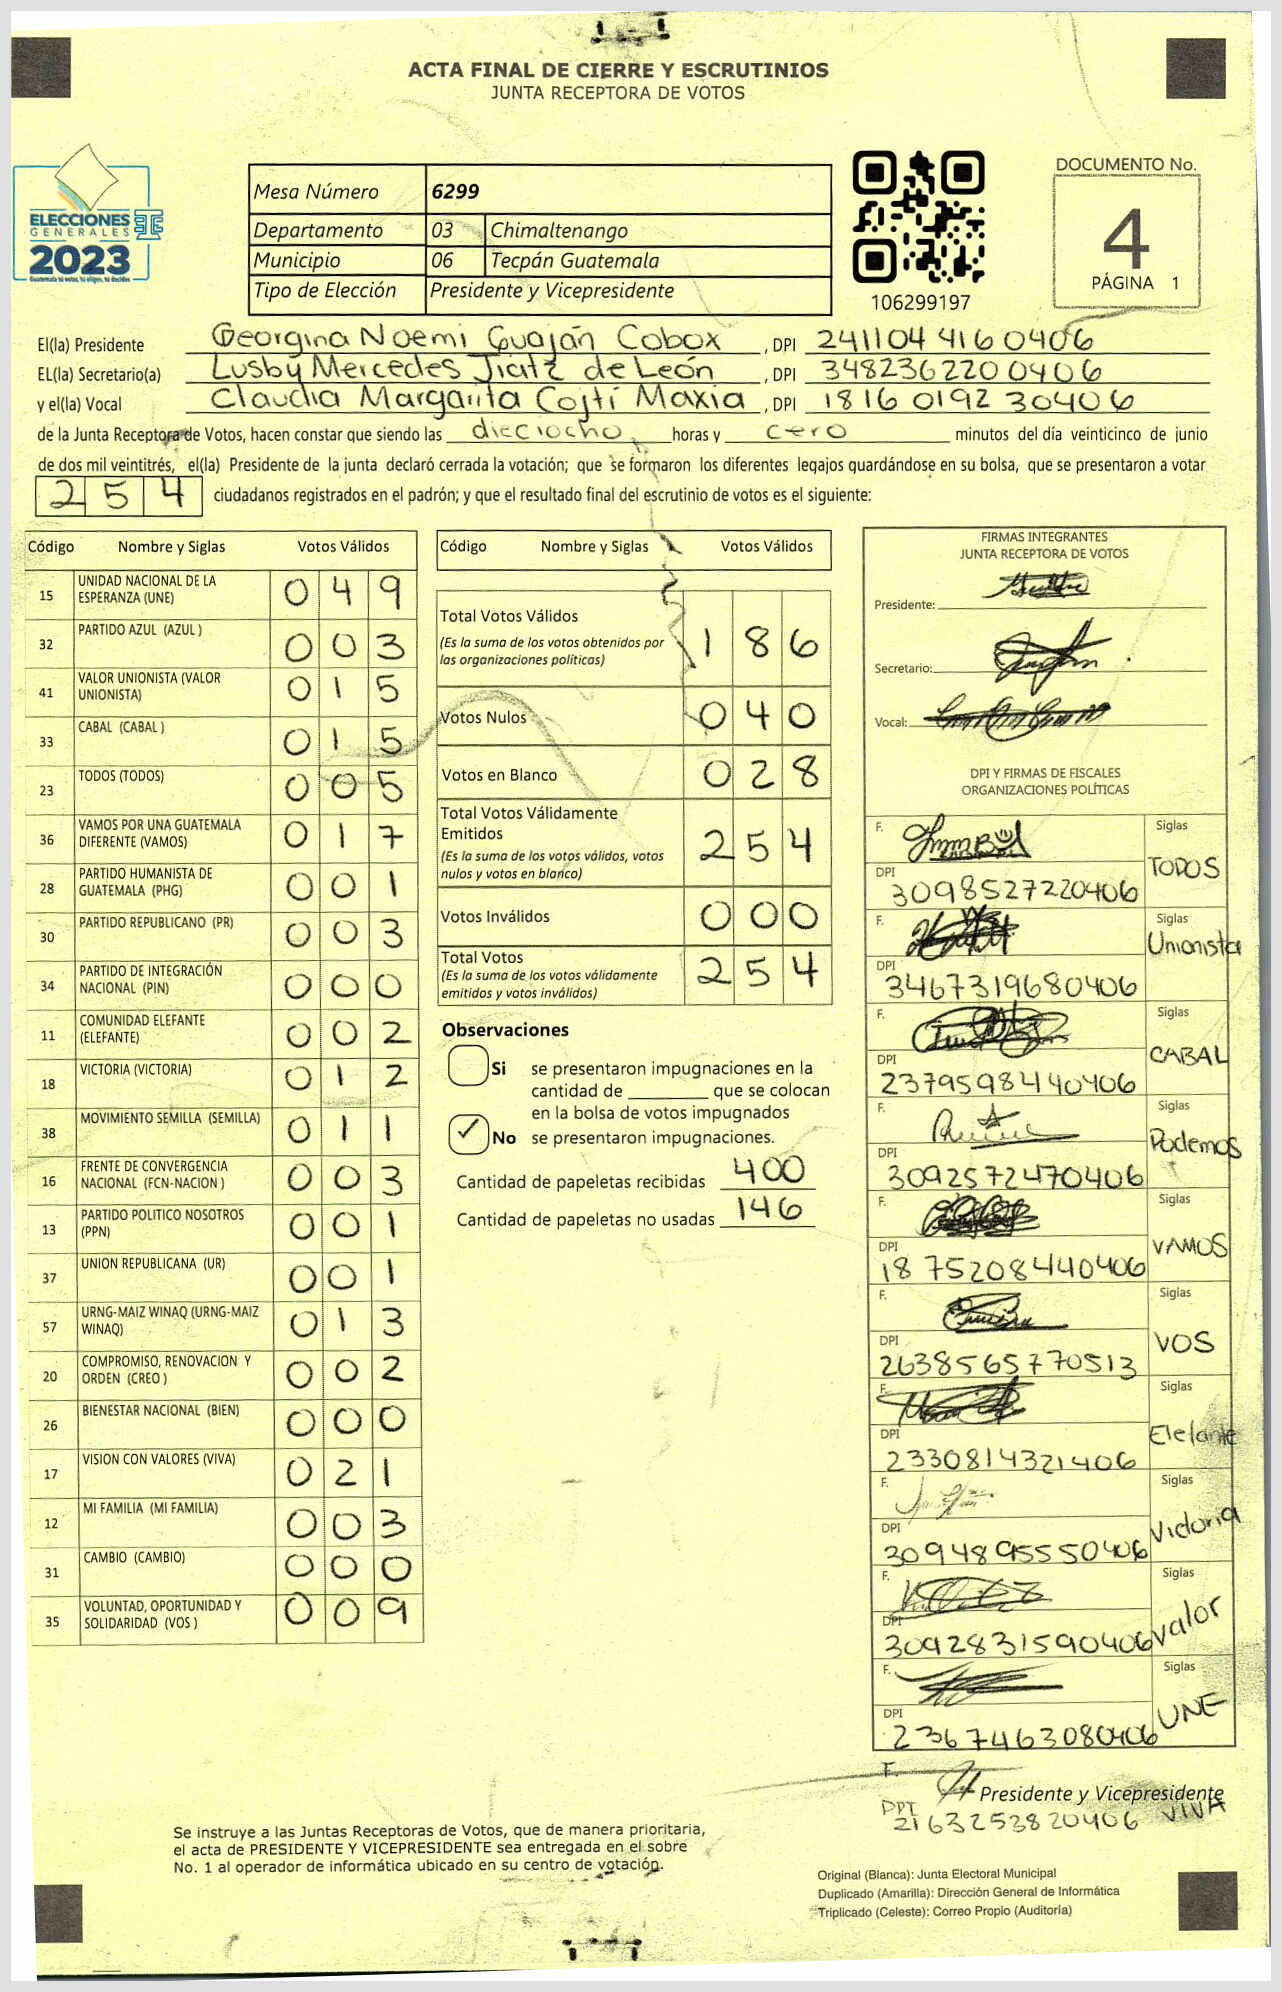 ACTA FINAL DE CIERRE Y ESCRUTINIOS
JUNTA RECEPTORA DE VOTOS
ELECCIONES
GENERALES
2023
Guatemala tú votas, tú eliges, tú decides
Mesa Número 6299
Departamento 03 Chimaltenango
Municipio 06 Tecpán Guatemala
Tipo de Elección Presidente y Vicepresidente
106299197
DOCUMENTO No.
4
PÁGINA 1
El(la) Presidente Georgina Noemi Guaján Cobox , DPI 241104 4160406
EL(la) Secretario(a) Lusby Mercedes Jiatz de León , DPI 348236220 0406
y el(la) Vocal Claudia Margarita Cojtí Maxia , DPI 1816 0192 30406
de la Junta Receptora de Votos, hacen constar que siendo las dieciocho horas y cero minutos del día veinticinco de junio
de dos mil veintitrés, el(la) Presidente de la junta declaró cerrada la votación; que se formaron los diferentes legajos guardándose en su bolsa, que se presentaron a votar
254 ciudadanos registrados en el padrón; y que el resultado final del escrutinio de votos es el siguiente:
Código Nombre y Siglas Votos Válidos
15 UNIDAD NACIONAL DE LA ESPERANZA (UNE) 049
32 PARTIDO AZUL (AZUL ) 003
41 VALOR UNIONISTA (VALOR UNIONISTA) 015
33 CABAL (CABAL ) 015
23 TODOS (TODOS) 005
36 VAMOS POR UNA GUATEMALA DIFERENTE (VAMOS) 017
28 PARTIDO HUMANISTA DE GUATEMALA (PHG) 001
30 PARTIDO REPUBLICANO (PR) 003
34 PARTIDO DE INTEGRACIÓN NACIONAL (PIN) 000
11 COMUNIDAD ELEFANTE (ELEFANTE) 002
18 VICTORIA (VICTORIA) 012
38 MOVIMIENTO SEMILLA (SEMILLA) 011
16 FRENTE DE CONVERGENCIA NACIONAL (FCN-NACION ) 003
13 PARTIDO POLITICO NOSOTROS (PPN) 001
37 UNION REPUBLICANA (UR) 001
57 URNG-MAIZ WINAQ (URNG-MAIZ WINAQ) 013
20 COMPROMISO, RENOVACION Y ORDEN (CREO ) 002
26 BIENESTAR NACIONAL (BIEN) 000
17 VISION CON VALORES (VIVA) 021
12 MI FAMILIA (MI FAMILIA) 003
31 CAMBIO (CAMBIO) 000
35 VOLUNTAD, OPORTUNIDAD Y SOLIDARIDAD (VOS ) 009
Código Nombre y Siglas Votos Válidos
Total Votos Válidos
(Es la suma de los votos obtenidos por las organizaciones políticas) 186
Votos Nulos 040
Votos en Blanco 028
Total Votos Válidamente Emitidos
(Es la suma de los votos válidos, votos nulos y votos en blanco) 254
Votos Inválidos 000
Total Votos
(Es la suma de los votos válidamente emitidos y votos inválidos) 254
Observaciones
Si se presentaron impugnaciones en la
cantidad de ________ que se colocan
en la bolsa de votos impugnados
✓ No se presentaron impugnaciones.
Cantidad de papeletas recibidas 400
Cantidad de papeletas no usadas 146
FIRMAS INTEGRANTES
JUNTA RECEPTORA DE VOTOS
Presidente:
Secretario:
Vocal:
DPI Y FIRMAS DE FISCALES
ORGANIZACIONES POLÍTICAS
F. Siglas TODOS
DPI 3098527220406
F. Siglas Unionista
DPI 3467319680406
F. Siglas CABAL
DPI 2379598440406
F. Siglas Podemos
DPI 3092572470406
F. Siglas VAMOS
DPI 18 75208440406
F. Siglas VOS
DPI 2638565770513
F. Siglas Elefante
DPI 2330814321406
F. Siglas Victoria
DPI 3094895550406
F. Siglas valor
DPI 3092831590406
F. Siglas UNE
DPI 2367463080406
F.
Presidente y Vicepresidente
DPI 2163253820406 VIVA
Se instruye a las Juntas Receptoras de Votos, que de manera prioritaria,
el acta de PRESIDENTE Y VICEPRESIDENTE sea entregada en el sobre
No. 1 al operador de informática ubicado en su centro de votación.
Original (Blanca): Junta Electoral Municipal
Duplicado (Amarilla): Dirección General de Informática
Triplicado (Celeste): Correo Propio (Auditoría)